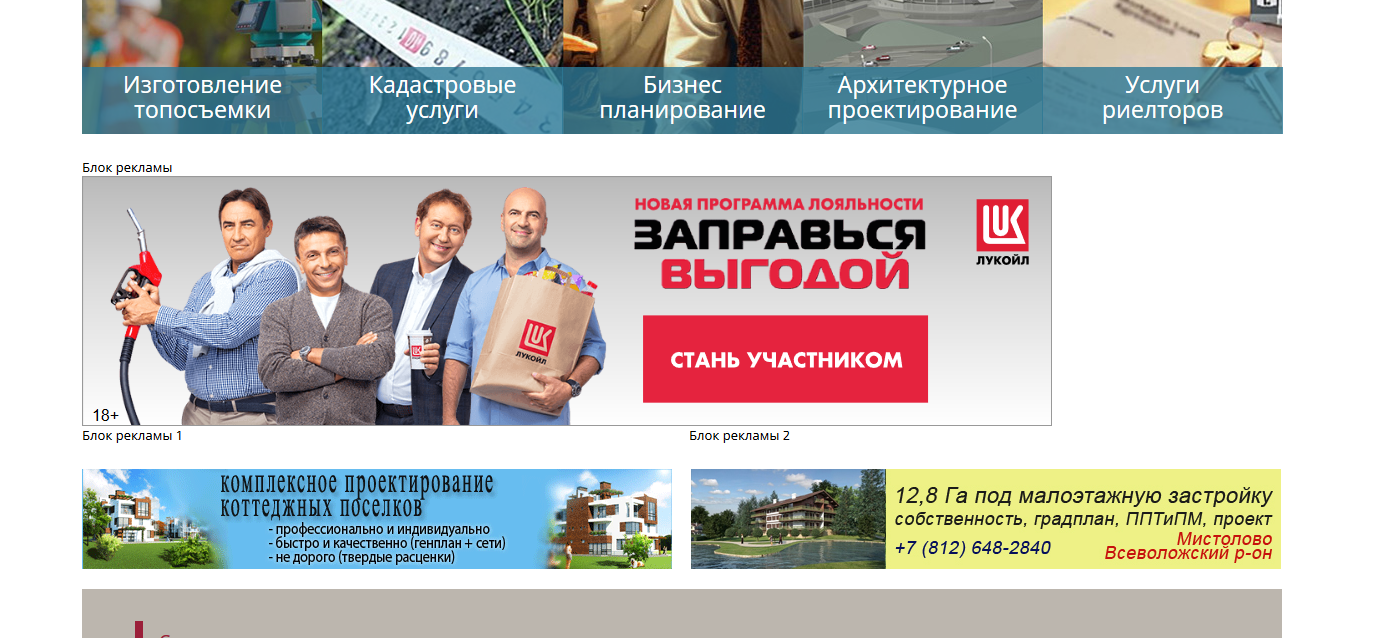 Изготовление
топосъемки
Кадастровые
услуги
Бизнес
планирование
Архитектурное
проектирование
Услуги
риелторов
Блок рекламы
НОВАЯ ПРОГРАММА ЛОЯЛЬНОСТИ
ЗАПРАВЬСЯ
ВЫГОДОЙ
ЛУКОЙЛ
СТАНЬ УЧАСТНИКОМ
ЛУКОЙЛ
18+
Блок рекламы 1
Блок рекламы 2
комплексное проектирование
коттеджных поселков
- профессионально и индивидуально
- быстро и качественно (генплан + сети)
- не дорого (твердые расценки)
12,8 Га под малоэтажную застройку
собственность, градплан, ППТиПМ, проект
+7 (812) 648-2840
Мистолово
Всеволожский р-он